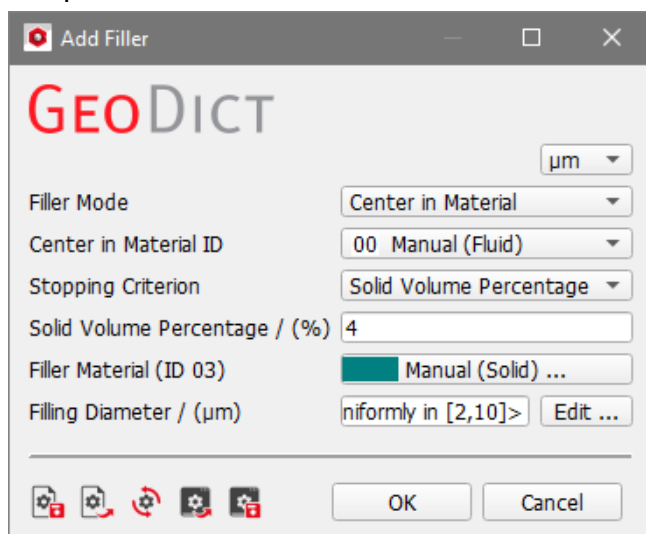 Add Filler
GEODICT
µm
Filler Mode Center in Material
Center in Material ID 00 Manual (Fluid)
Stopping Criterion Solid Volume Percentage
Solid Volume Percentage / (%) 4
Filler Material (ID 03) Manual (Solid) ...
Filling Diameter / (µm) niformly in [2,10]> Edit ...
OK Cancel